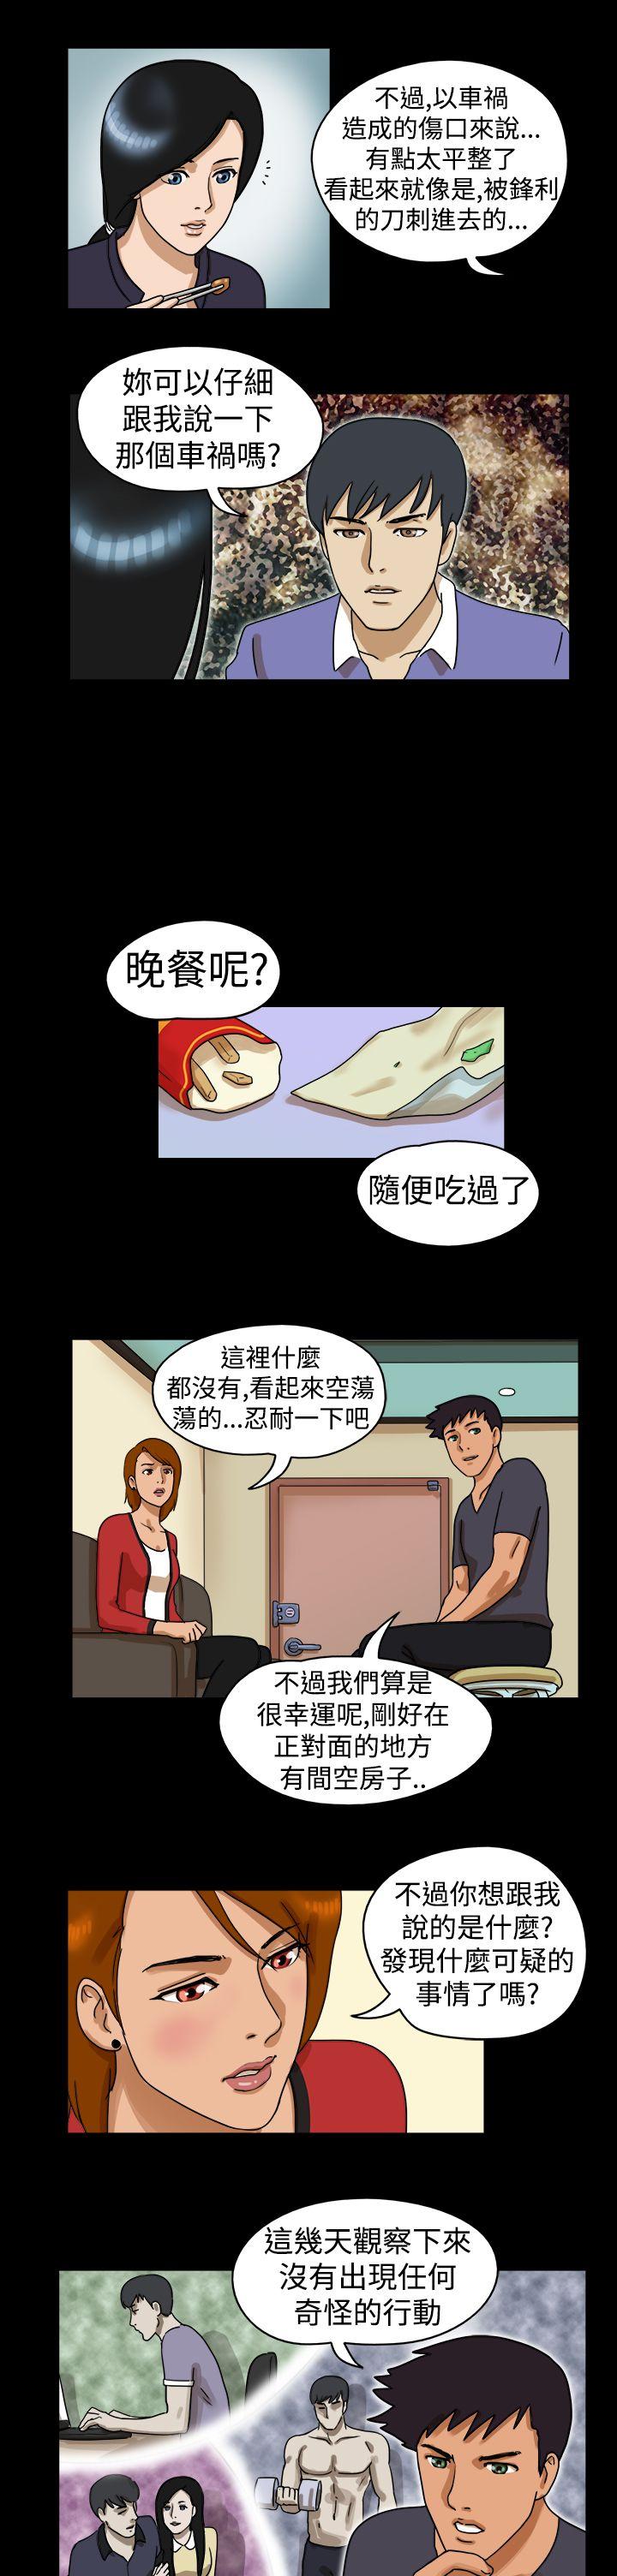 不過,以車禍
造成的傷口來說...
有點太平整了
看起來就像是,被鋒利
的刀刺進去的...
妳可以仔細
跟我說一下
那個車禍嗎?
晚餐呢?
隨便吃過了
這裡什麼
都沒有,看起來空蕩
蕩的...忍耐一下吧
不過我們算是
很幸運呢,剛好在
正對面的地方
有間空房子..
不過你想跟我
說的是什麼?
發現什麼可疑的
事情了嗎?
這幾天觀察下來
沒有出現任何
奇怪的行動